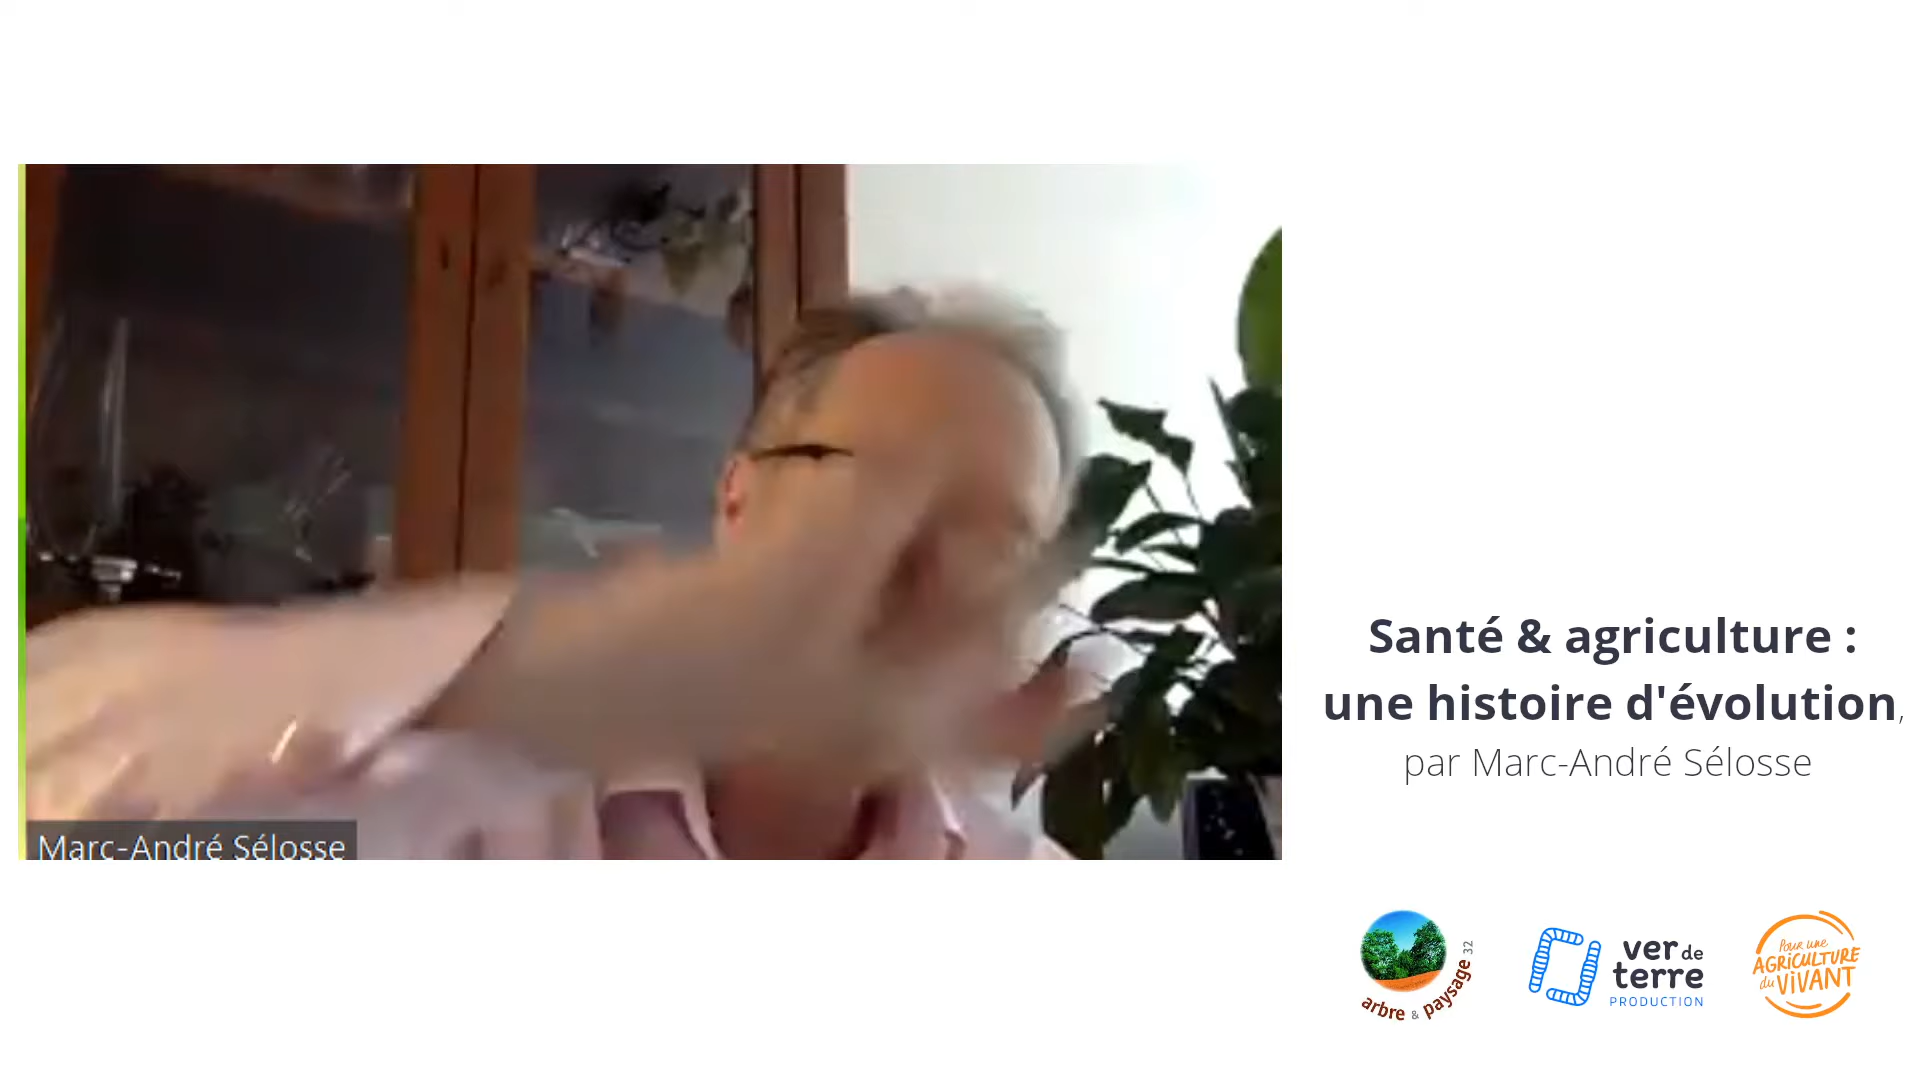 Marc-André Sélosse
Santé & agriculture :
une histoire d'évolution,
par Marc-André Sélosse
arbre & paysage 32
ver de
terre
PRODUCTION
Pour une
AGRICULTURE
du VIVANT